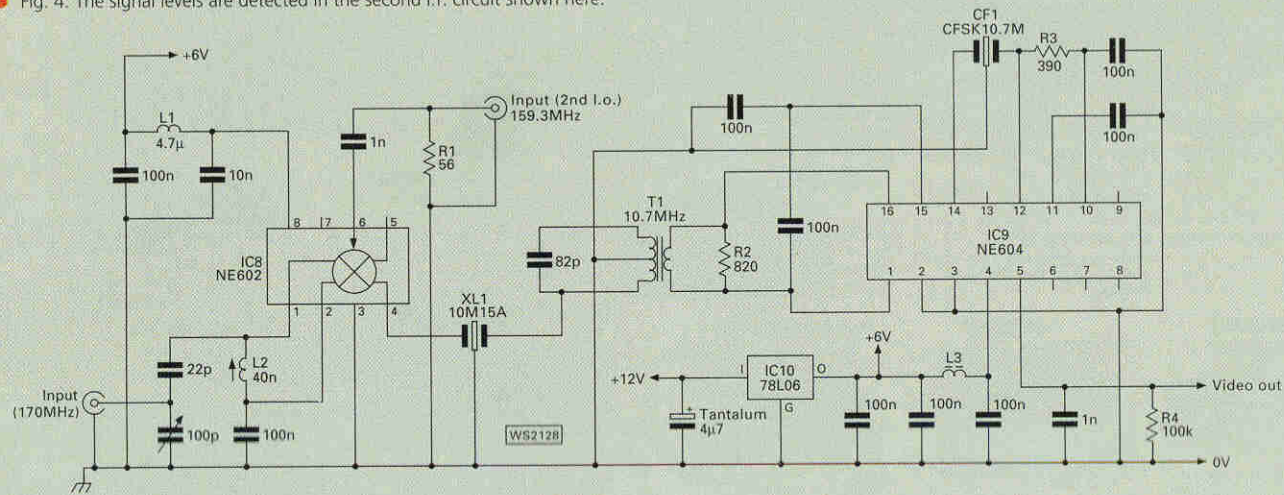 Fig. 4. The signal levels are detected in the second i.f. circuit shown here.
+6V
L1
4.7µ
100n
10n
1n
R1
56
Input (2nd l.o.)
159.3MHz
8 7 6 5
IC8
NE602
1 2 3 4
XL1
10M15A
22p
L2
40n
Input
(170MHz)
100p
100n
82p
T1
10.7MHz
R2
820
100n
100n
CF1
CFSK10.7M
R3
390
100n
100n
16 15 14 13 12 11 10 9
IC9
NE604
1 2 3 4 5 6 7 8
+12V
I
IC10
78L06
O
G
+
Tantalum
4µ7
WS2128
+6V
L3
100n
100n
100n
1n
R4
100k
Video out
0V